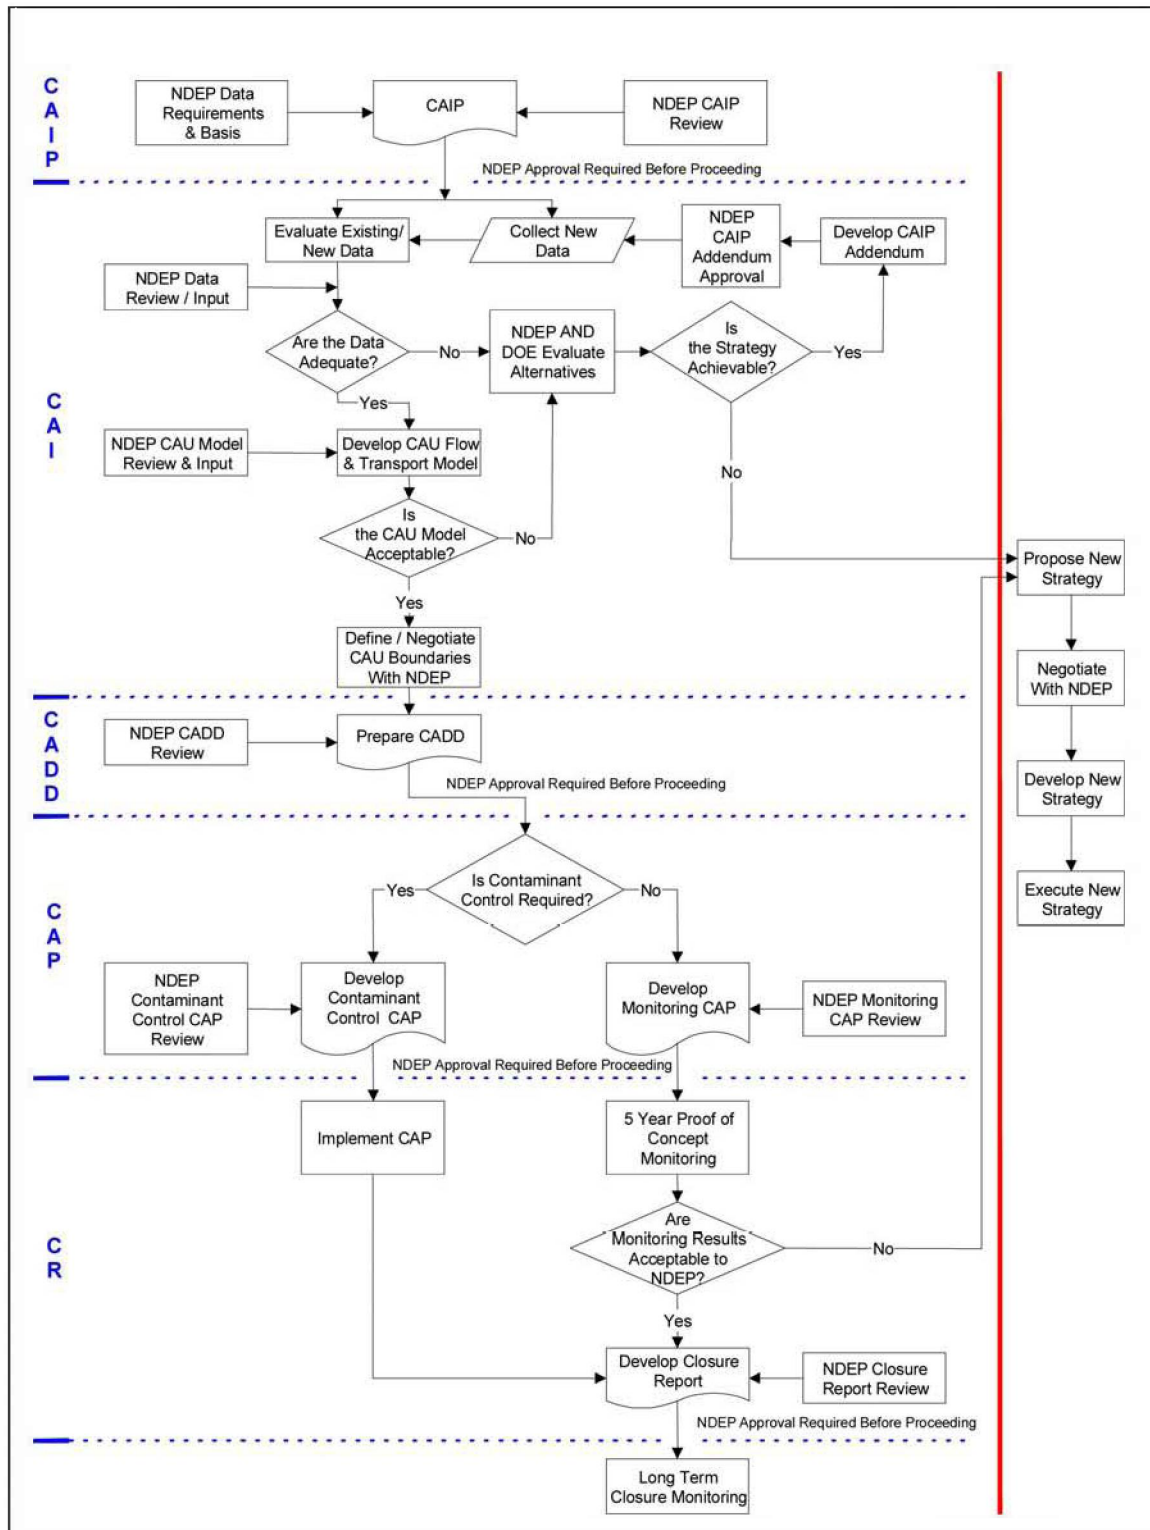 CAIP
NDEP Data
Requirements
& Basis
CAIP
NDEP CAIP
Review
NDEP Approval Required Before Proceeding
CAI
Evaluate Existing/
New Data
Collect New
Data
NDEP
CAIP
Addendum
Approval
Develop CAIP
Addendum
NDEP Data
Review / Input
Are the Data
Adequate?
No
NDEP AND
DOE Evaluate
Alternatives
Is
the Strategy
Achievable?
Yes
Yes
NDEP CAU Model
Review & Input
Develop CAU Flow
& Transport Model
No
Is
the CAU Model
Acceptable?
No
Yes
Define / Negotiate
CAU Boundaries
With NDEP
Propose New
Strategy
Negotiate
With NDEP
Develop New
Strategy
Execute New
Strategy
CADD
NDEP CADD
Review
Prepare CADD
NDEP Approval Required Before Proceeding
CAP
Is Contaminant
Control Required?
Yes
No
NDEP
Contaminant
Control CAP
Review
Develop
Contaminant
Control CAP
Develop
Monitoring CAP
NDEP Monitoring
CAP Review
NDEP Approval Required Before Proceeding
CR
Implement CAP
5 Year Proof of
Concept
Monitoring
Are
Monitoring Results
Acceptable to
NDEP?
No
Yes
Develop Closure
Report
NDEP Closure
Report Review
NDEP Approval Required Before Proceeding
Long Term
Closure Monitoring